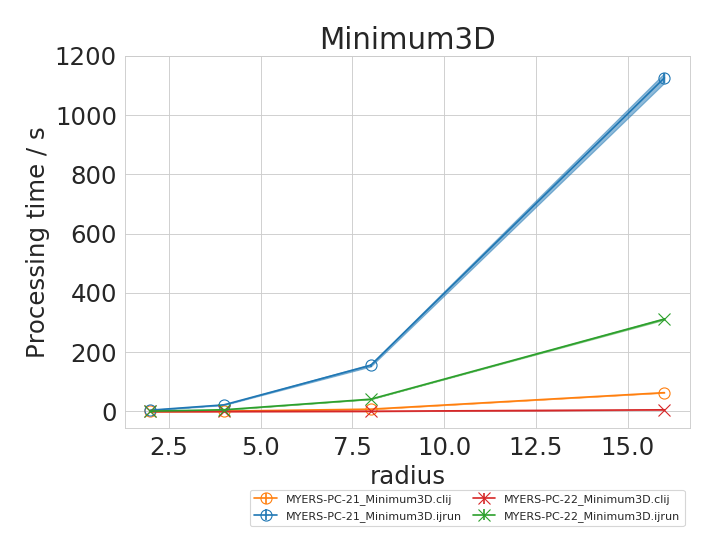 Minimum3D
1200
1000
800
600
400
200
0
Processing time / s
2.5 5.0 7.5 10.0 12.5 15.0
radius
MYERS-PC-21_Minimum3D.clij MYERS-PC-22_Minimum3D.clij
MYERS-PC-21_Minimum3D.ijrun MYERS-PC-22_Minimum3D.ijrun